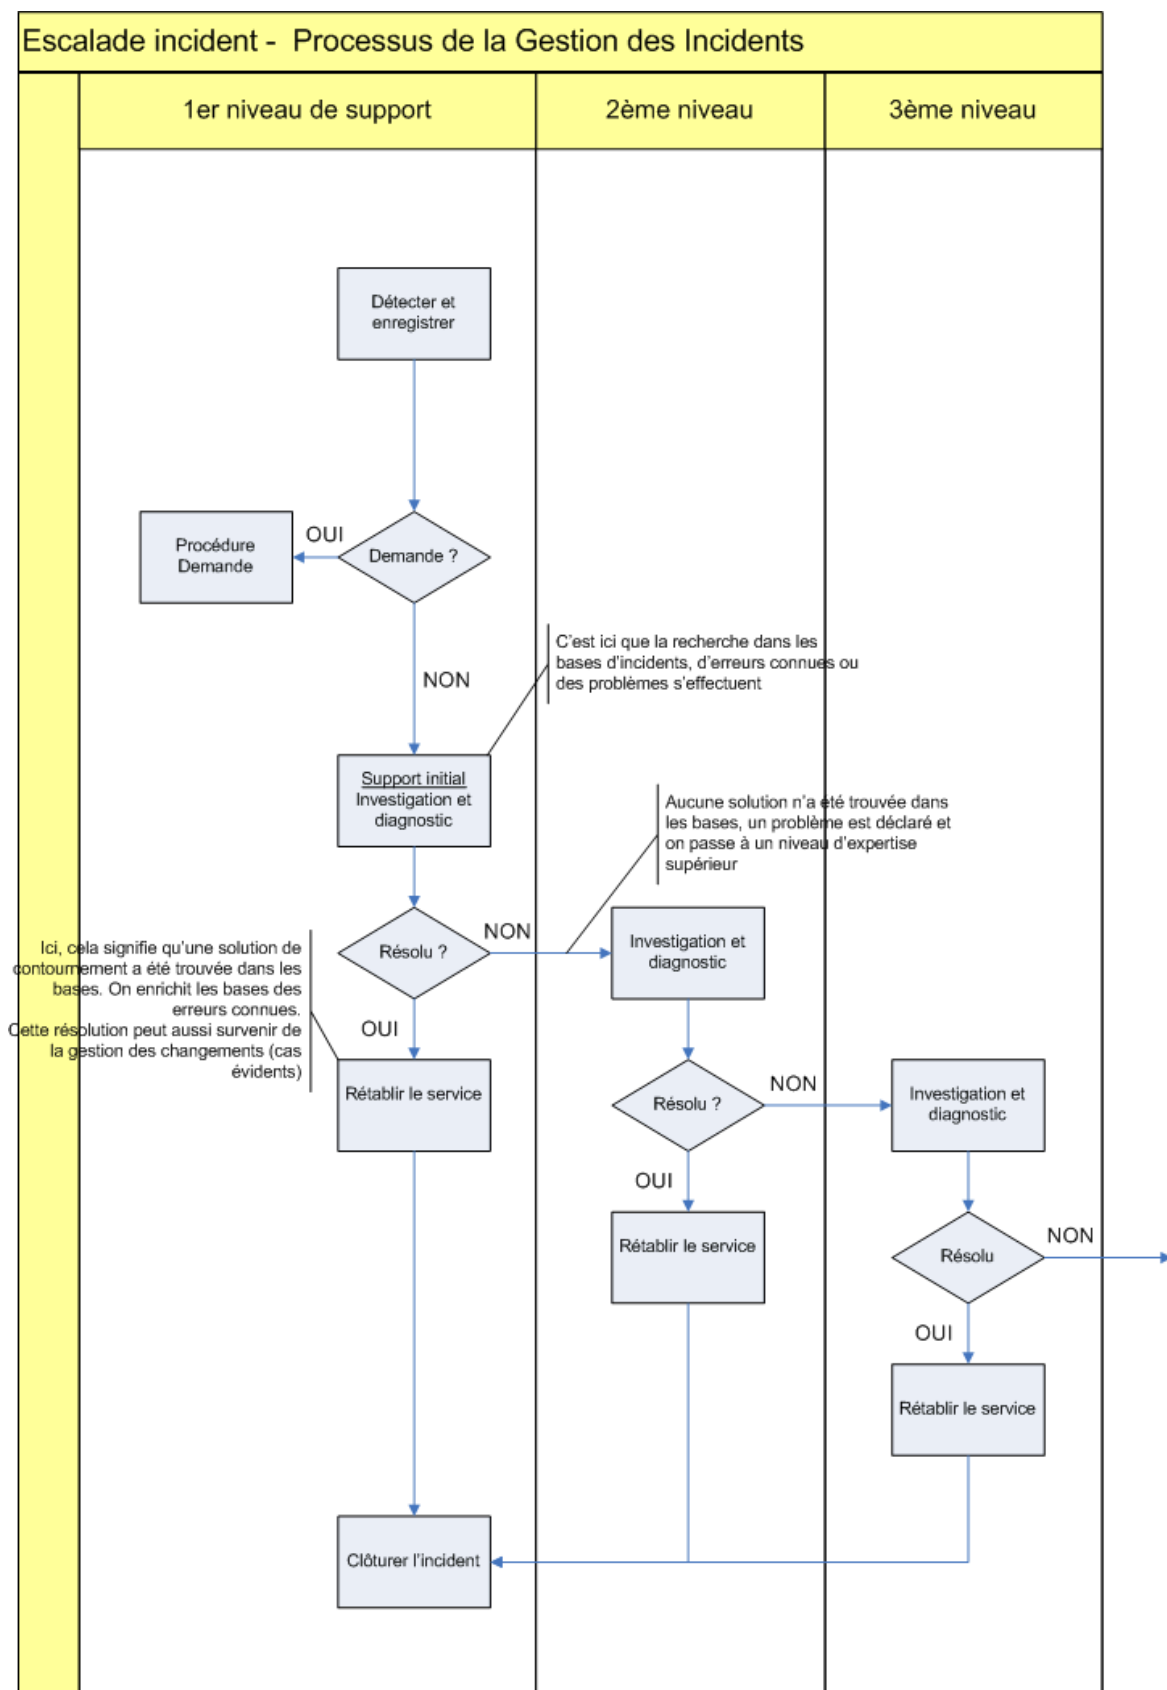 Escalade incident -  Processus de la Gestion des Incidents
1er niveau de support
2ème niveau
3ème niveau
Détecter et
enregistrer
Procédure
Demande
OUI
Demande ?
NON
C'est ici que la recherche dans les
bases d'incidents, d'erreurs connues ou
des problèmes s'effectuent
Support initial
Investigation et
diagnostic
Aucune solution n'a été trouvée dans
les bases, un problème est déclaré et
on passe à un niveau d'expertise
supérieur
Résolu ?
NON
Investigation et
diagnostic
Ici, cela signifie qu'une solution de
contournement a été trouvée dans les
bases. On enrichit les bases des
erreurs connues.
Cette résolution peut aussi survenir de
la gestion des changements (cas
évidents)
OUI
Rétablir le service
Résolu ?
NON
Investigation et
diagnostic
OUI
Rétablir le service
Résolu
NON
OUI
Rétablir le service
Clôturer l'incident